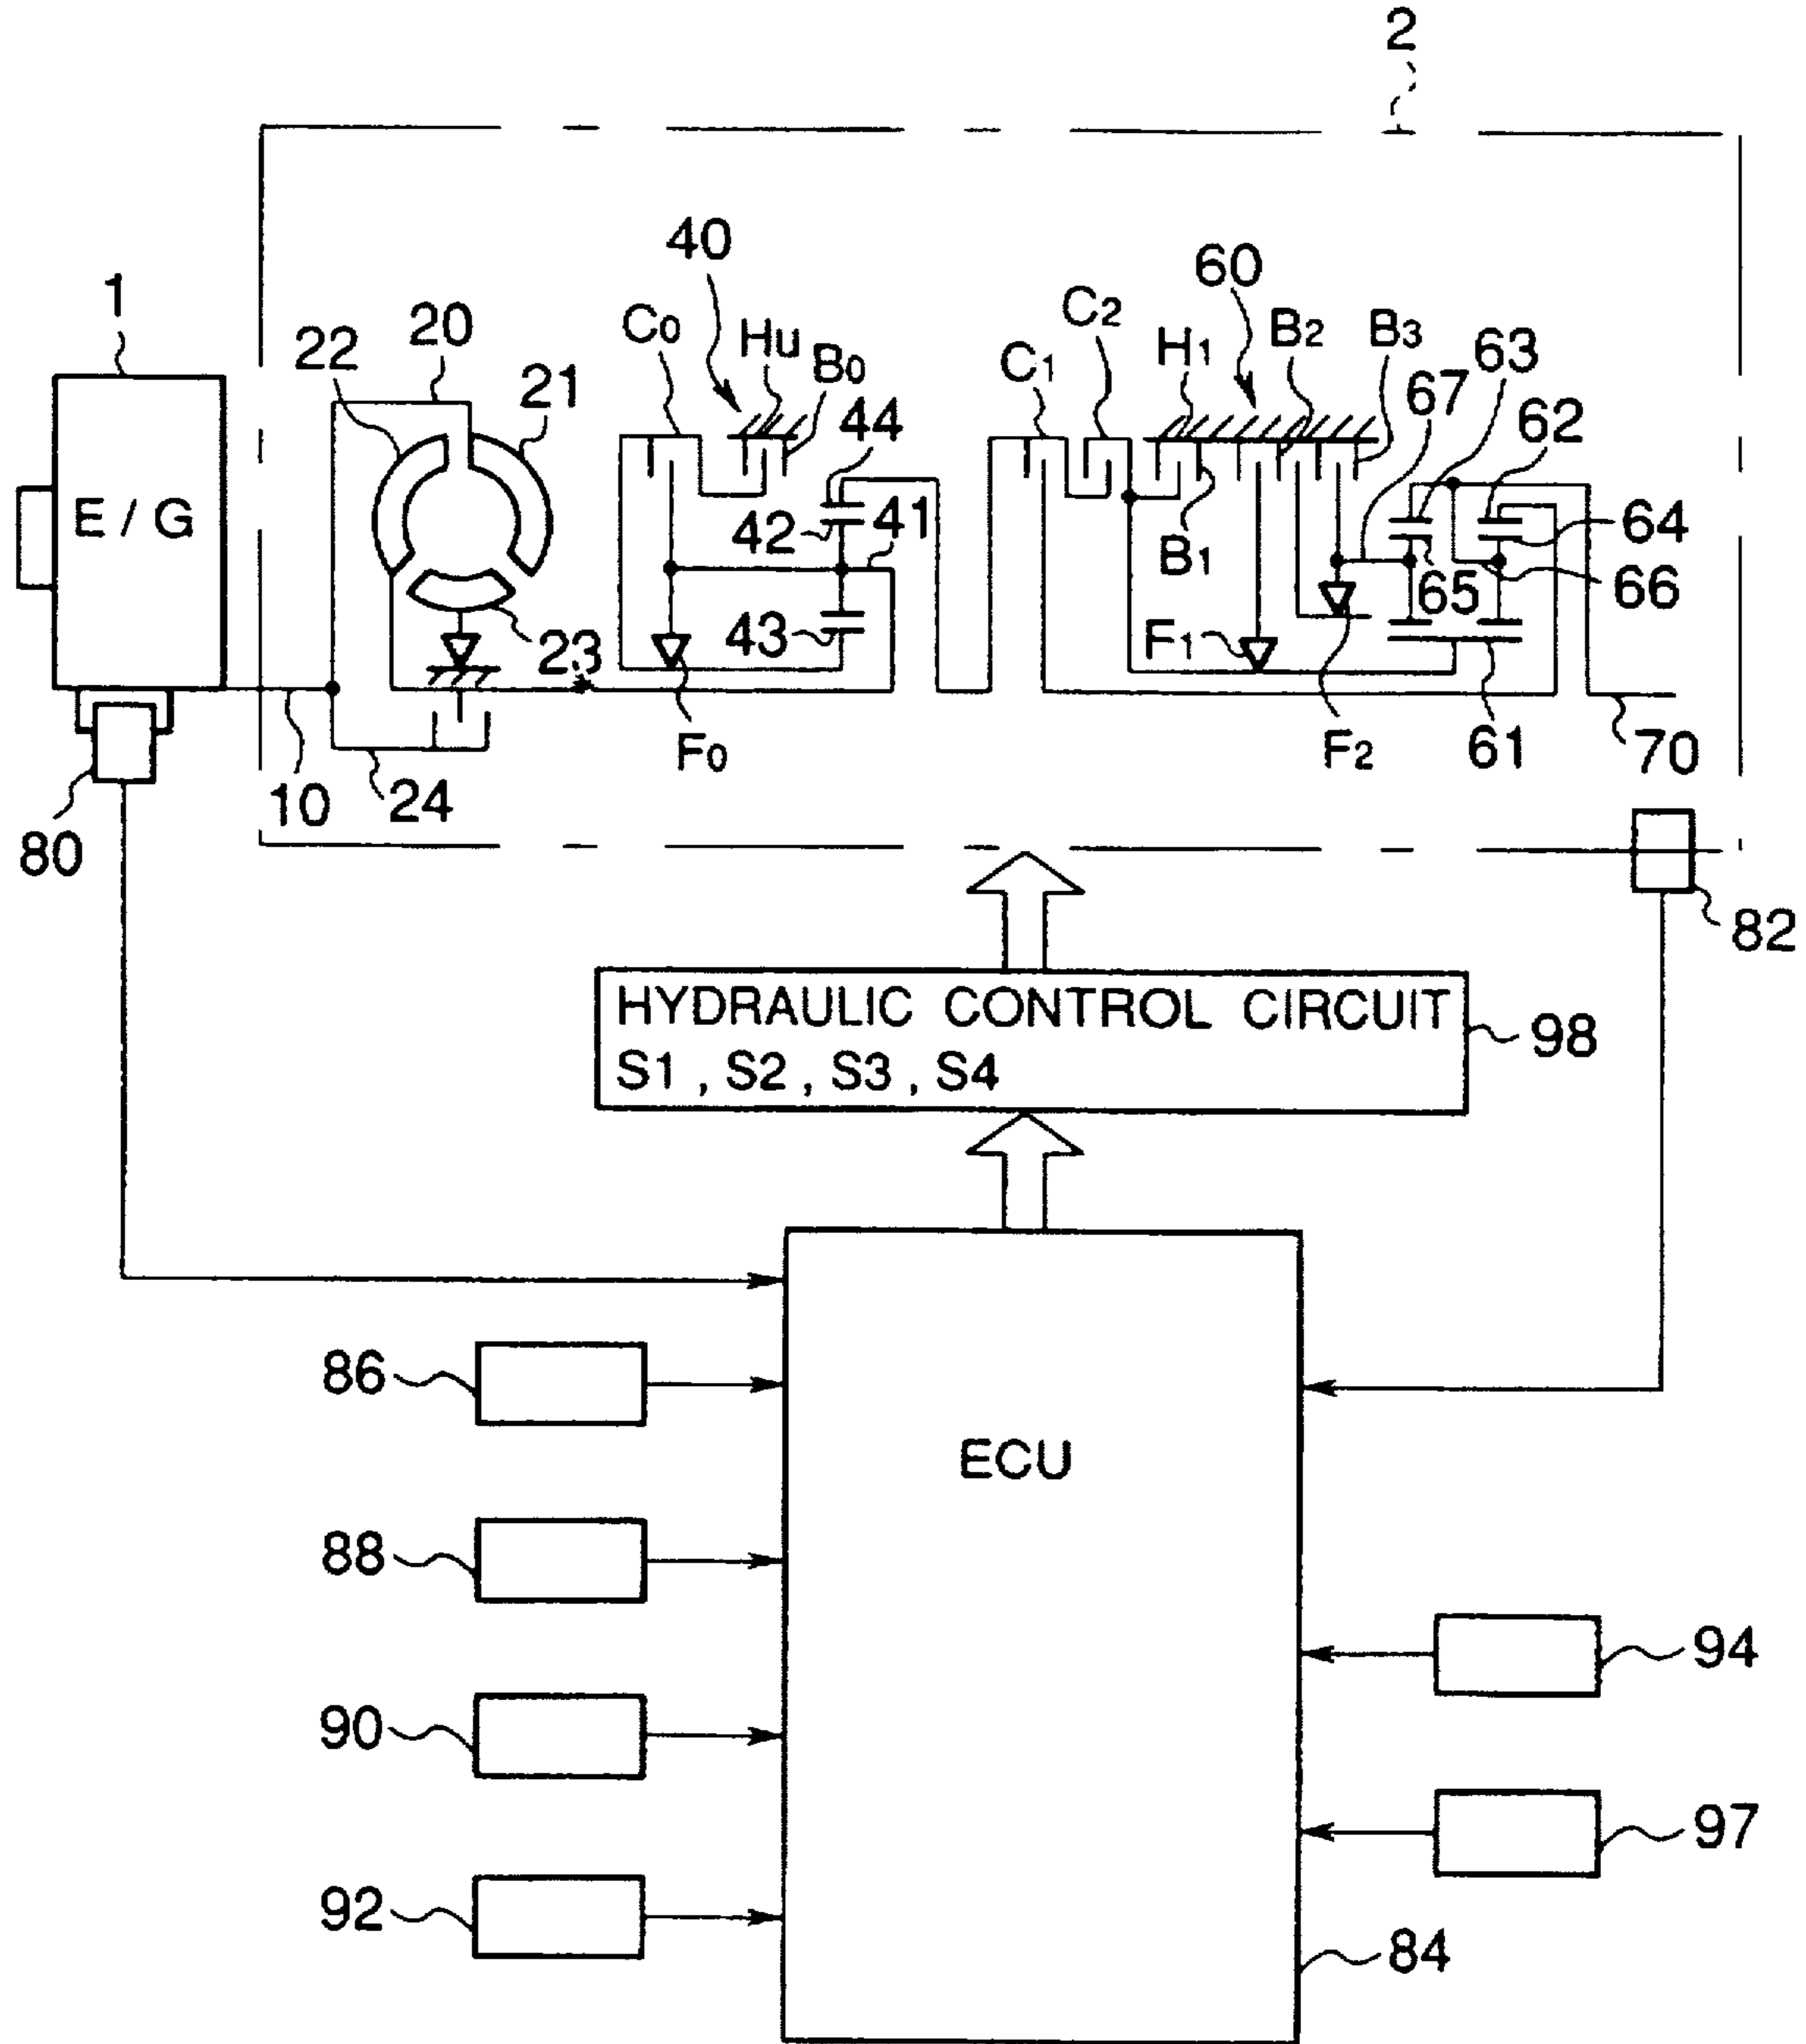 2
1
40
60
C0
Hu
B0
C1
C2
H1
B2
B3
63
20
22
21
44
67
62
E / G
42
41
B1
64
65
66
43
23
F1
F0
F2
61
70
10
24
80
82
HYDRAULIC CONTROL CIRCUIT
S1 , S2 , S3 , S4
98
86
ECU
88
94
90
97
92
84